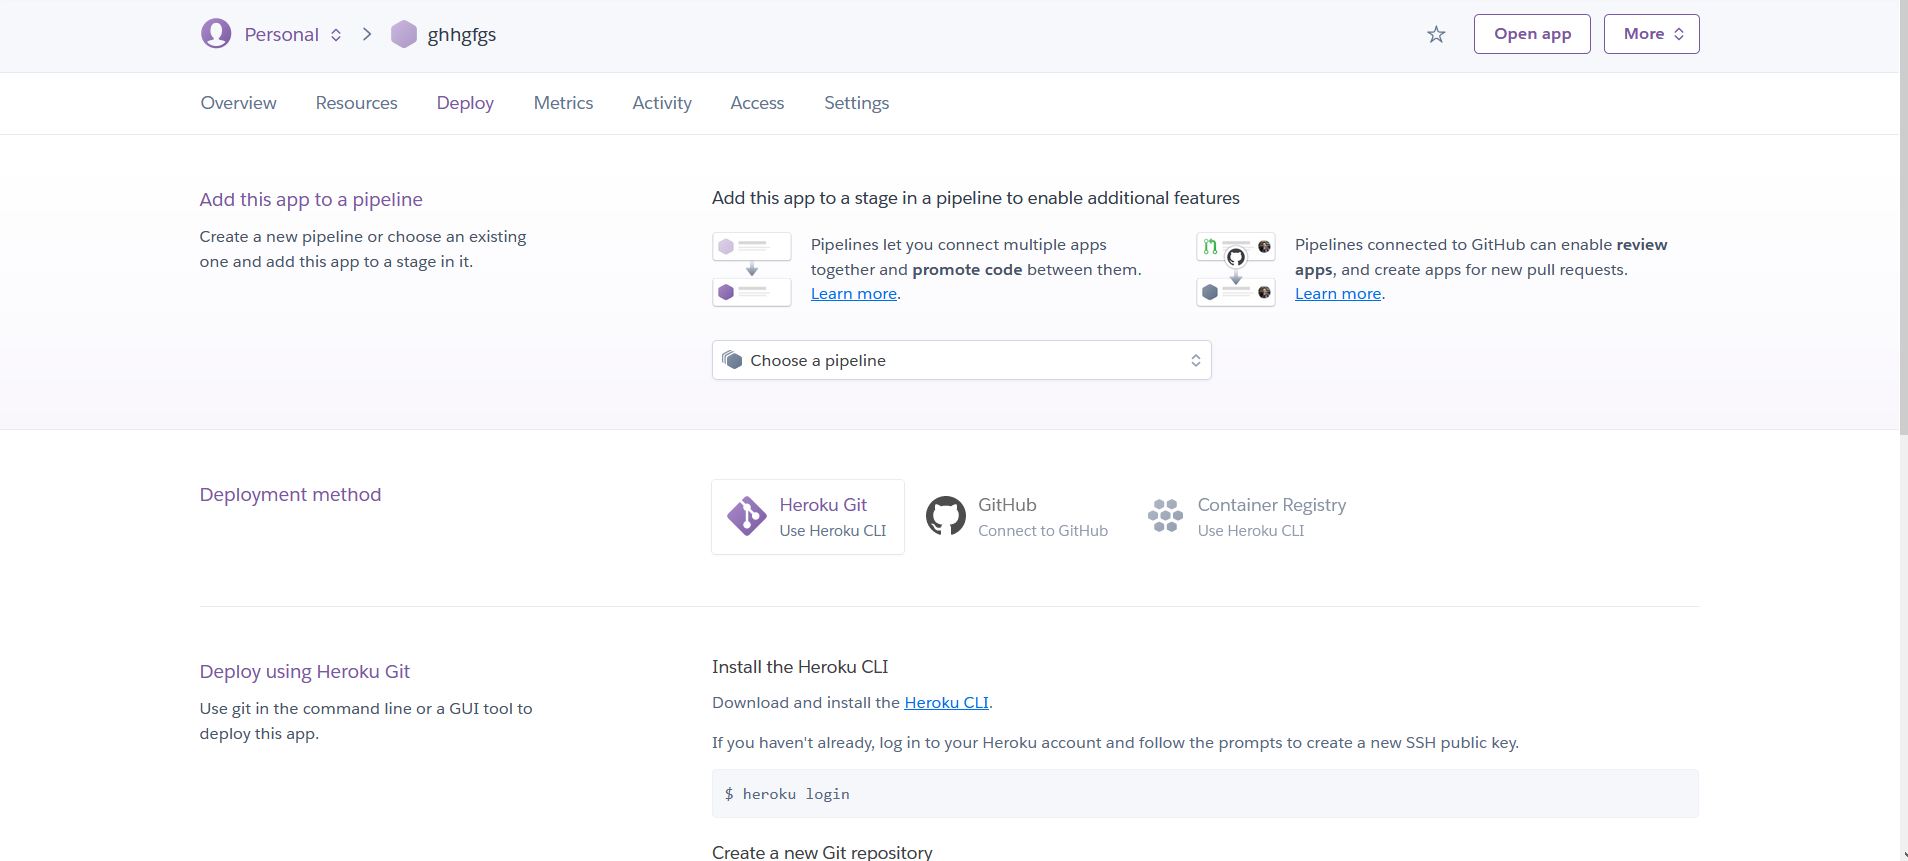 Personal
ghhgfgs
Open app
More
Overview
Resources
Deploy
Metrics
Activity
Access
Settings
Add this app to a pipeline
Create a new pipeline or choose an existing
one and add this app to a stage in it.
Add this app to a stage in a pipeline to enable additional features
Pipelines let you connect multiple apps
together and promote code between them.
Learn more.
Pipelines connected to GitHub can enable review
apps, and create apps for new pull requests.
Learn more.
Choose a pipeline
Deployment method
Heroku Git
Use Heroku CLI
GitHub
Connect to GitHub
Container Registry
Use Heroku CLI
Deploy using Heroku Git
Use git in the command line or a GUI tool to
deploy this app.
Install the Heroku CLI
Download and install the Heroku CLI.
If you haven't already, log in to your Heroku account and follow the prompts to create a new SSH public key.
$ heroku login
Create a new Git repository